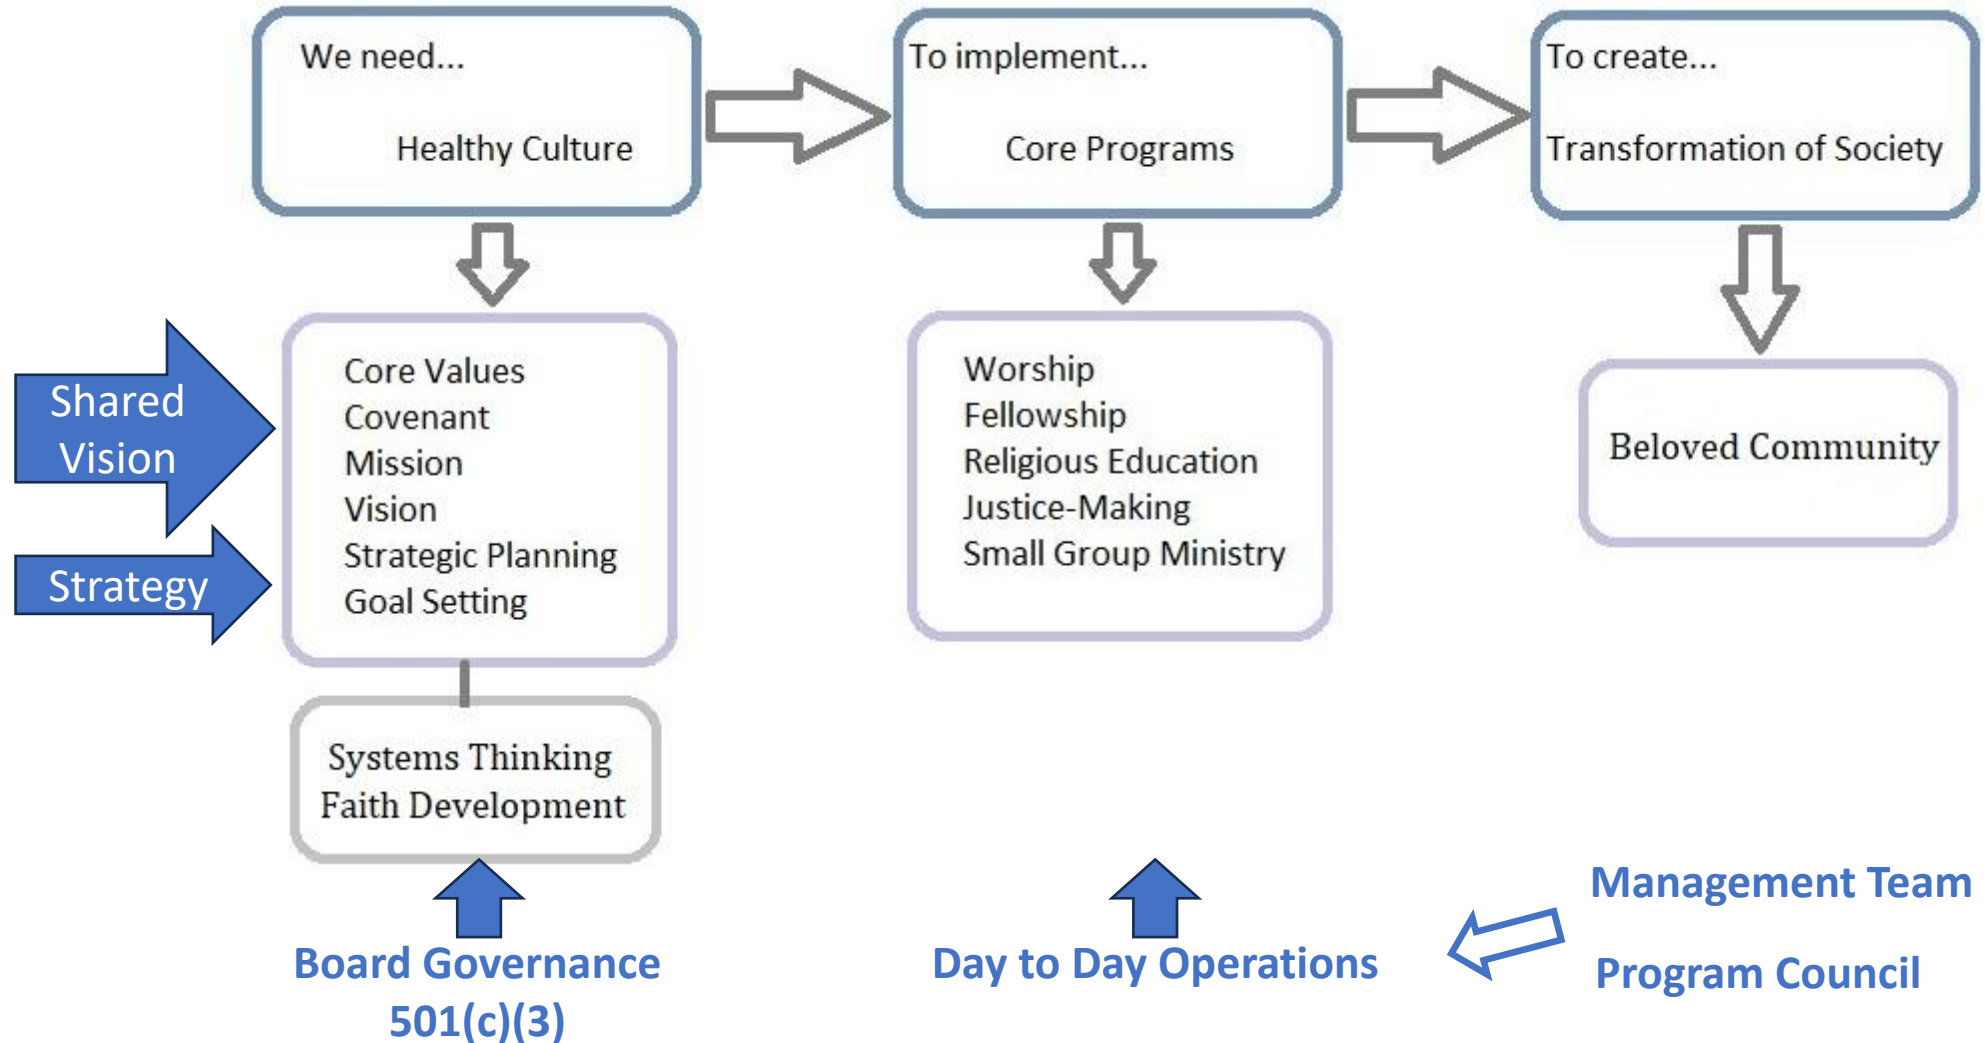 We need...
Healthy Culture
To implement...
Core Programs
To create...
Transformation of Society
Shared
Vision
Strategy
Core Values
Covenant
Mission
Vision
Strategic Planning
Goal Setting
Systems Thinking
Faith Development
Worship
Fellowship
Religious Education
Justice-Making
Small Group Ministry
Beloved Community
Board Governance
501(c)(3)
Day to Day Operations
Management Team
Program Council